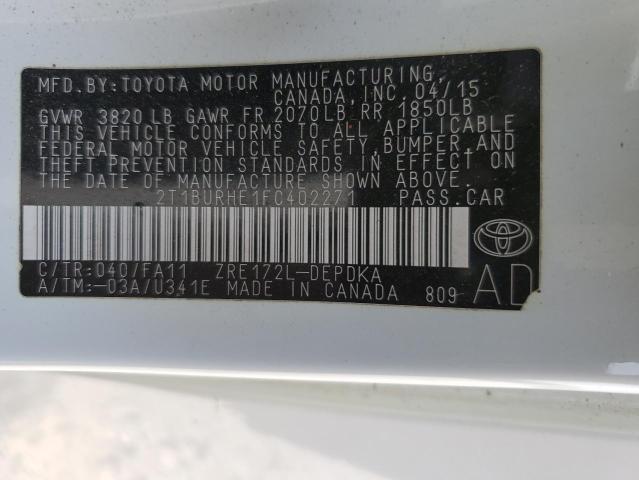 MFD. BY: TOYOTA MOTOR MANUFACTURING,
CANADA, INC. 04/15
GVWR 3820 LB GAWR FR 2070LB RR 1850LB
THIS VEHICLE CONFORMS TO ALL APPLICABLE
FEDERAL MOTOR VEHICLE SAFETY, BUMPER, AND
THEFT PREVENTION STANDARDS IN EFFECT ON
THE DATE OF MANUFACTURE SHOWN ABOVE.
2T1BURHE1FC402271 PASS. CAR
C/TR: 040/FA11 ZRE172L-DEPDKA
A/TM:-03A/U341E MADE IN CANADA 809
AD